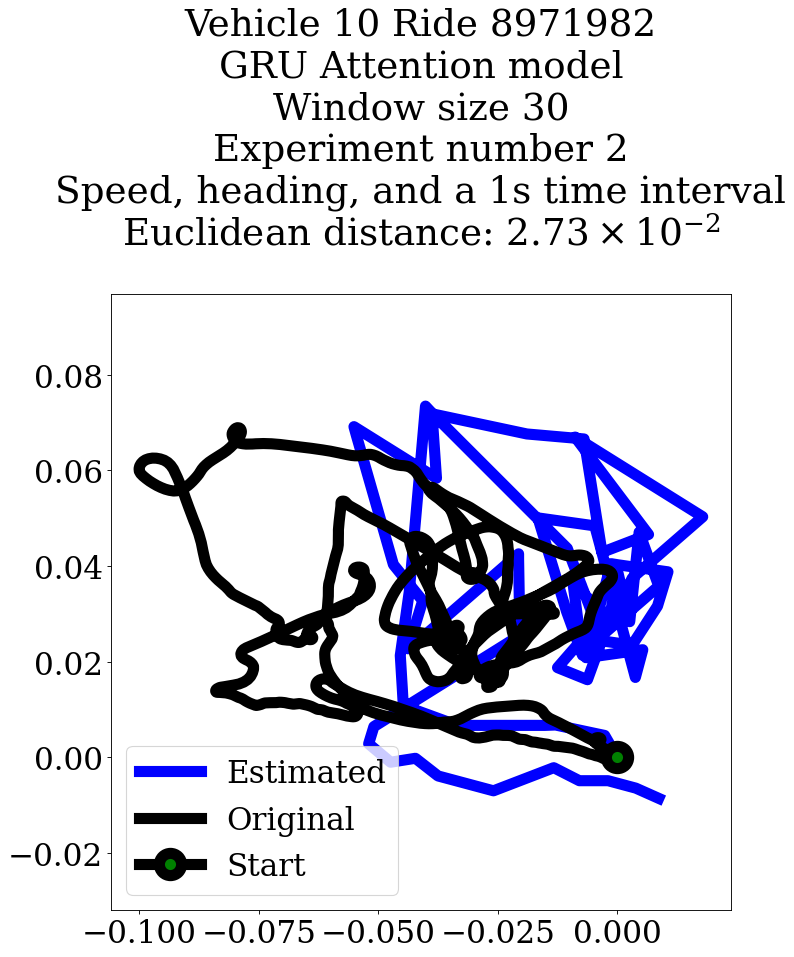 Vehicle 10 Ride 8971982
GRU Attention model
Window size 30
Experiment number 2
Speed, heading, and a 1s time interval
Euclidean distance: 2.73 × 10⁻²
0.08
0.06
0.04
0.02
0.00
−0.02
Estimated
Original
Start
−0.100 −0.075 −0.050 −0.025 0.000